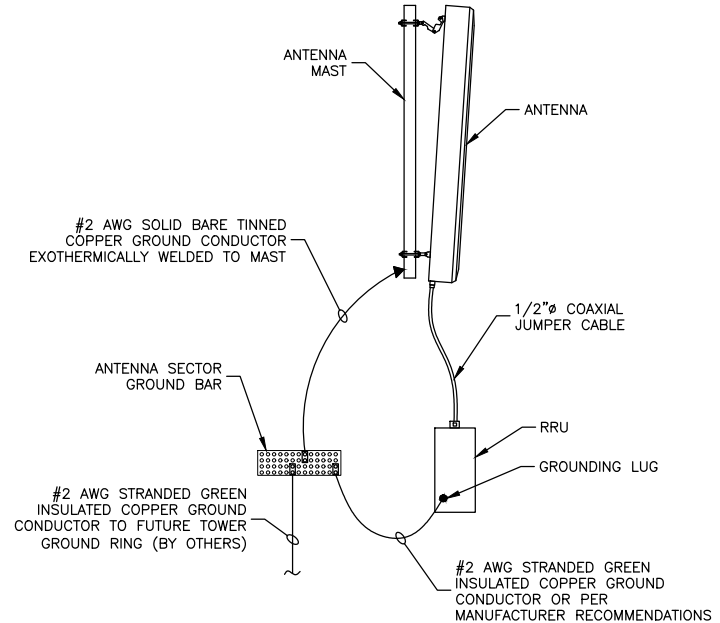 ANTENNA
MAST
ANTENNA
#2 AWG SOLID BARE TINNED
COPPER GROUND CONDUCTOR
EXOTHERMICALLY WELDED TO MAST
1/2"ø COAXIAL
JUMPER CABLE
ANTENNA SECTOR
GROUND BAR
RRU
GROUNDING LUG
#2 AWG STRANDED GREEN
INSULATED COPPER GROUND
CONDUCTOR TO FUTURE TOWER
GROUND RING (BY OTHERS)
#2 AWG STRANDED GREEN
INSULATED COPPER GROUND
CONDUCTOR OR PER
MANUFACTURER RECOMMENDATIONS